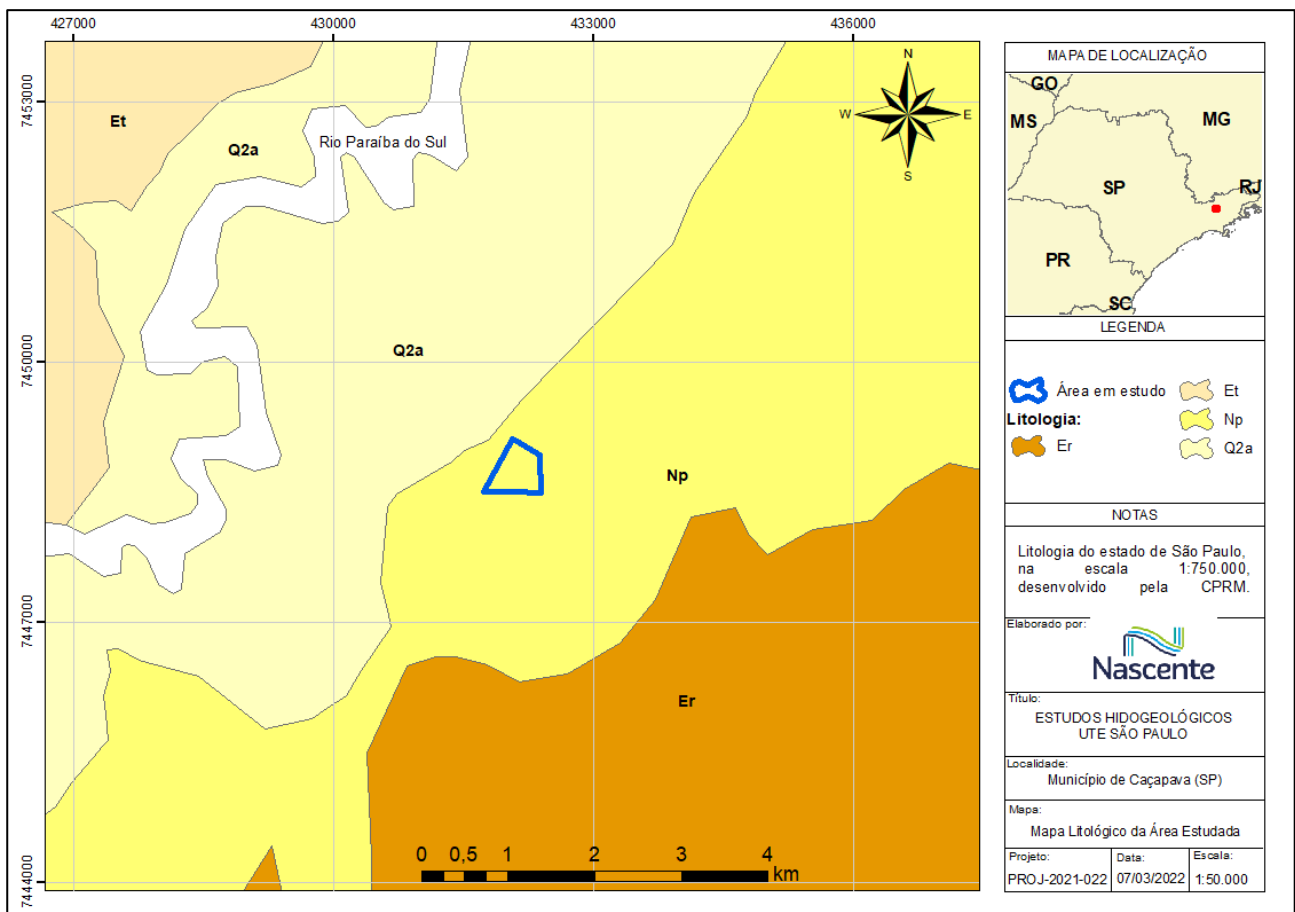 427000
430000
433000
436000
7453000
7450000
7447000
7444000
Et
Q2a
Rio Paraíba do Sul
N
W
E
S
Q2a
Np
Er
0 0,5 1 2 3 4
km
MAPA DE LOCALIZAÇÃO
GO
MS
MG
SP
RJ
PR
SC
LEGENDA
Área em estudo
Litologia:
Er
Et
Np
Q2a
NOTAS
Litologia do estado de São Paulo,
na escala 1:750.000,
desenvolvido pela CPRM.
Elaborado por:
Nascente
Título:
ESTUDOS HIDOGEOLÓGICOS
UTE SÃO PAULO
Localidade:
Município de Caçapava (SP)
Mapa:
Mapa Litológico da Área Estudada
Projeto:
PROJ-2021-022
Data:
07/03/2022
Escala:
1:50.000